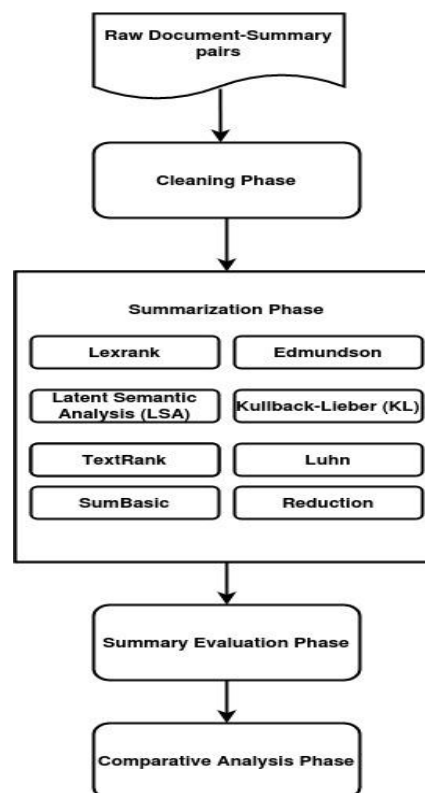 Raw Document-Summary
pairs
Cleaning Phase
Summarization Phase
Lexrank
Edmundson
Latent Semantic
Analysis (LSA)
Kullback-Lieber (KL)
TextRank
Luhn
SumBasic
Reduction
Summary Evaluation Phase
Comparative Analysis Phase